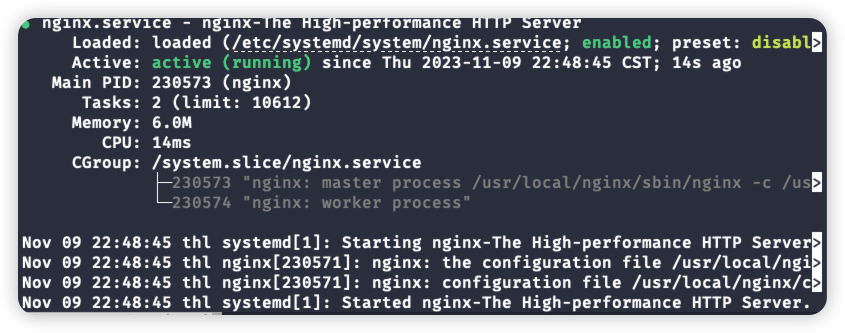 ● nginx.service - nginx-The High-performance HTTP Server
Loaded: loaded (/etc/systemd/system/nginx.service; enabled; preset: disabl>
Active: active (running) since Thu 2023-11-09 22:48:45 CST; 14s ago
Main PID: 230573 (nginx)
Tasks: 2 (limit: 10612)
Memory: 6.0M
CPU: 14ms
CGroup: /system.slice/nginx.service
├─230573 "nginx: master process /usr/local/nginx/sbin/nginx -c /us>
└─230574 "nginx: worker process"
Nov 09 22:48:45 thl systemd[1]: Starting nginx-The High-performance HTTP Server>
Nov 09 22:48:45 thl nginx[230571]: nginx: the configuration file /usr/local/ngi>
Nov 09 22:48:45 thl nginx[230571]: nginx: configuration file /usr/local/nginx/c>
Nov 09 22:48:45 thl systemd[1]: Started nginx-The High-performance HTTP Server.